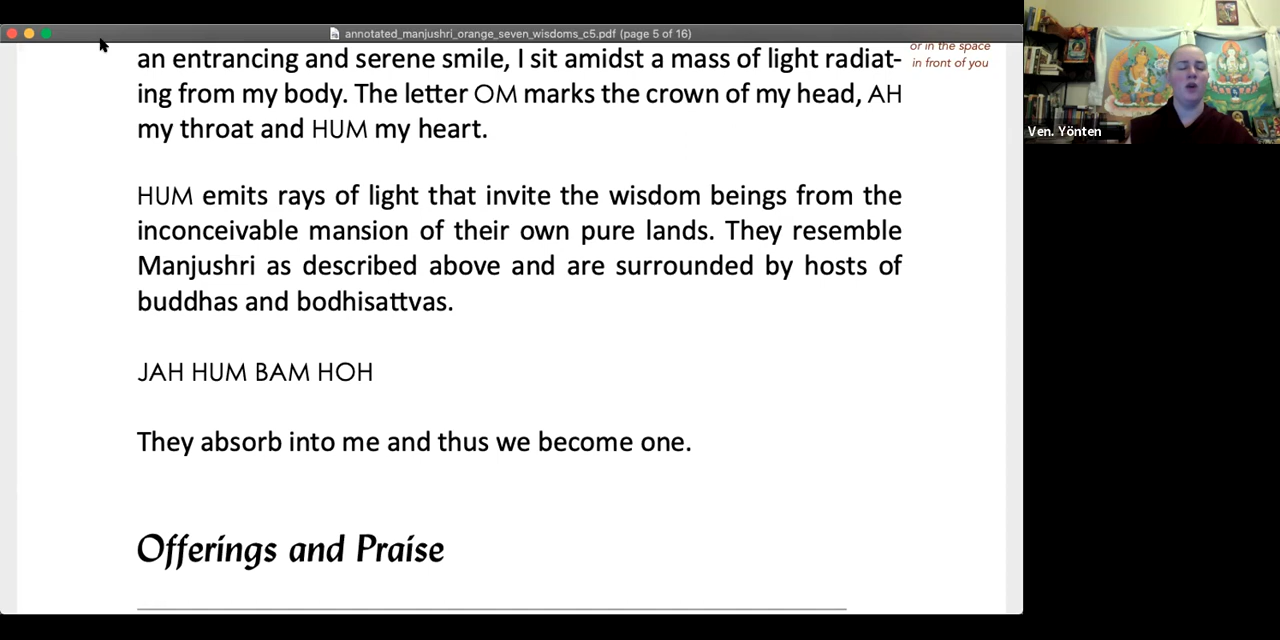 annotated_manjushri_orange_seven_wisdoms_c5.pdf (page 5 of 16)
an entrancing and serene smile, I sit amidst a mass of light radiat-
ing from my body. The letter OM marks the crown of my head, AH
my throat and HUM my heart.
or in the space
in front of you
HUM emits rays of light that invite the wisdom beings from the
inconceivable mansion of their own pure lands. They resemble
Manjushri as described above and are surrounded by hosts of
buddhas and bodhisattvas.
JAH HUM BAM HOH
They absorb into me and thus we become one.
Offerings and Praise
Ven. Yönten